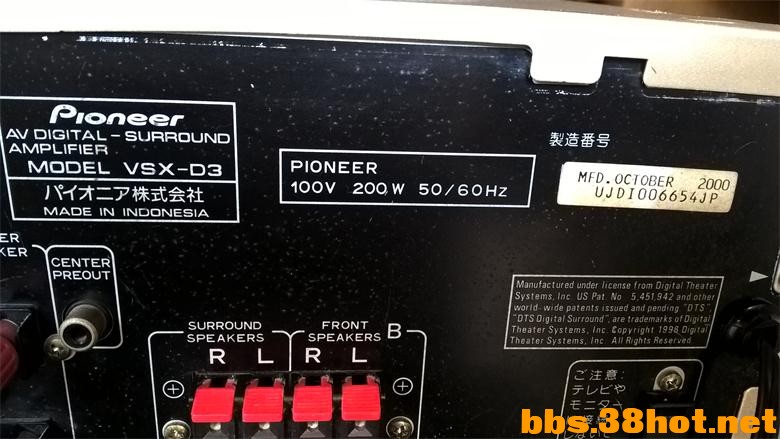 Pioneer
AV DIGITAL-SURROUND
AMPLIFIER
MODEL VSX-D3
パイオニア株式会社
MADE IN INDONESIA
PIONEER
100V 200W 50/60Hz
製造番号
MFD.OCTOBER 2000
UJDI006654JP
CENTER
PREOUT
Manufactured under license from Digital Theater
Systems, Inc. US Pat. No. 5,451,942 and other
world-wide patents issued and pending "DTS",
"DTS Digital Surround", are trademarks of Digital
Theater Systems, Inc. Copyright 1996 Digital
Theater Systems, Inc. All Rights Reserved.
SURROUND
SPEAKERS
R L
FRONT
SPEAKERS
R L
B
ご注意:
テレビや
モーター
bbs.38hot.net